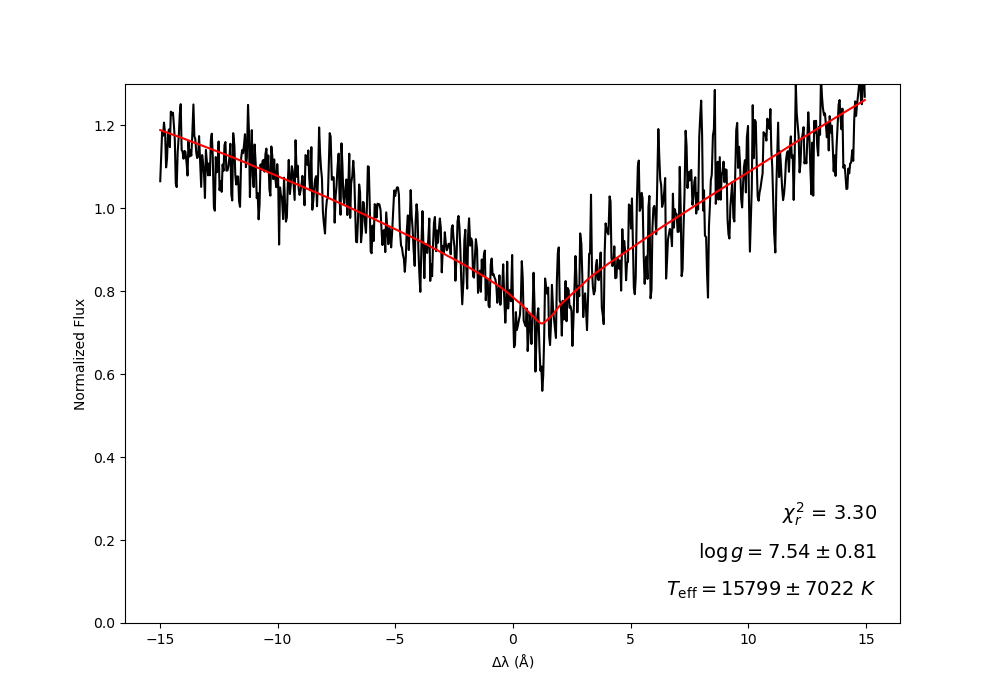 1.2
1.0
0.8
0.6
0.4
0.2
0.0
Normalized Flux
χ²ᵣ = 3.30
log g = 7.54 ± 0.81
T_eff = 15799 ± 7022 K
−15 −10 −5 0 5 10 15
Δλ (Å)